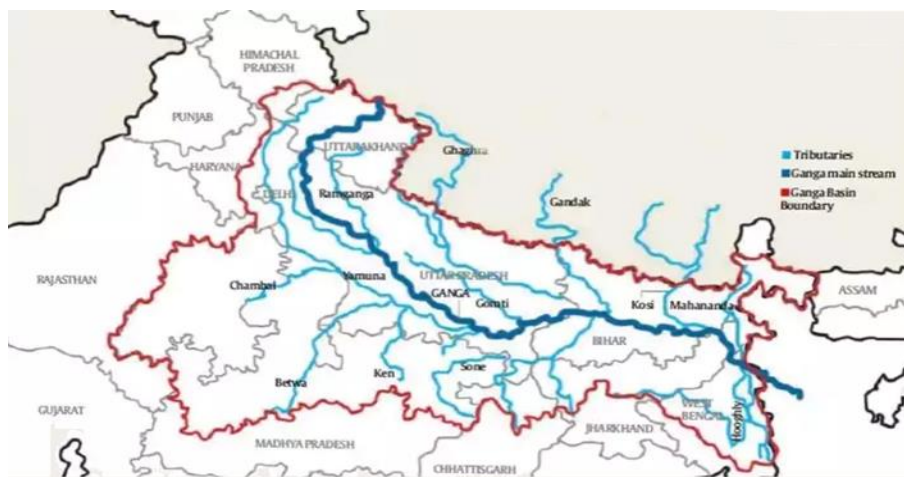 HIMACHAL
PRADESH
PUNJAB
UTTARAKHAND
Ghaghra
HARYANA
Tributaries
Ganga main stream
Ganga Basin
Boundary
DELHI
Ramganga
Gandak
RAJASTHAN
Chambal
Yamuna
UTTAR PRADESH
GANGA
Gomti
Kosi
Mahananda
ASSAM
BIHAR
Betwa
Ken
Sone
GUJARAT
WEST
BENGAL
Hooghly
MADHYA PRADESH
JHARKHAND
CHHATTISGARH